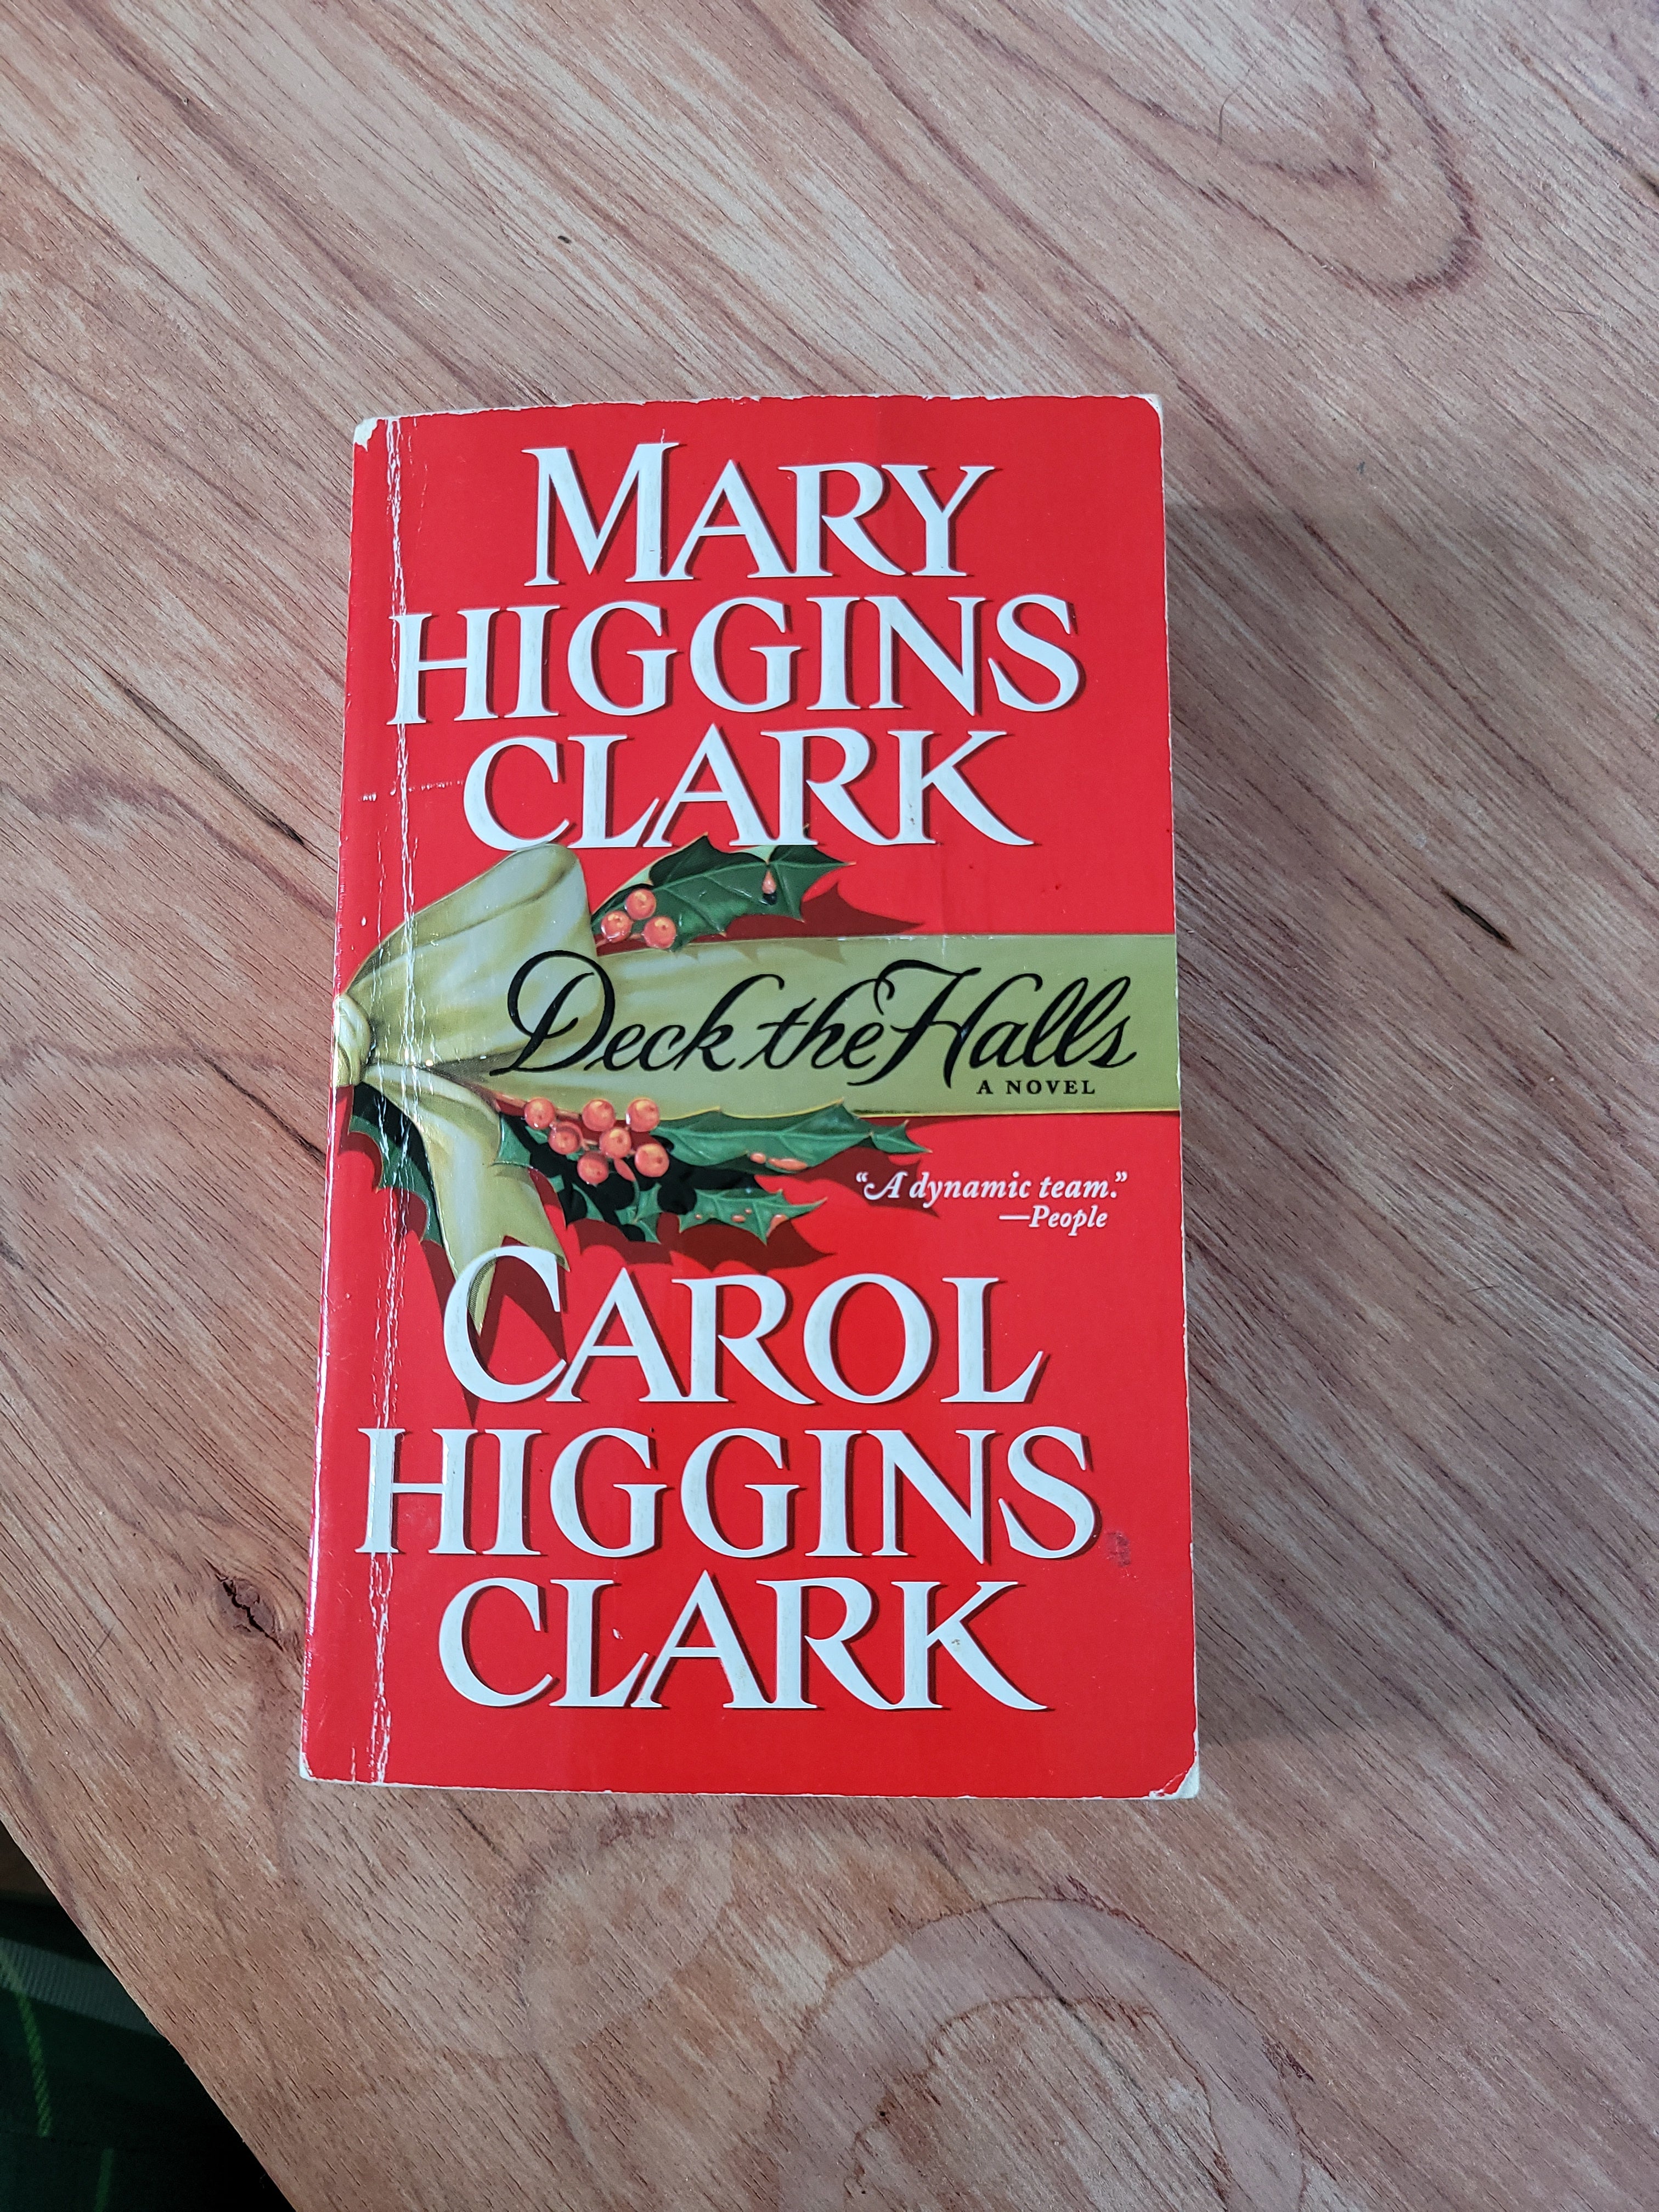 MARY
HIGGINS
CLARK
Deck the Halls
A NOVEL
“A dynamic team.”
—People
CAROL
HIGGINS
CLARK